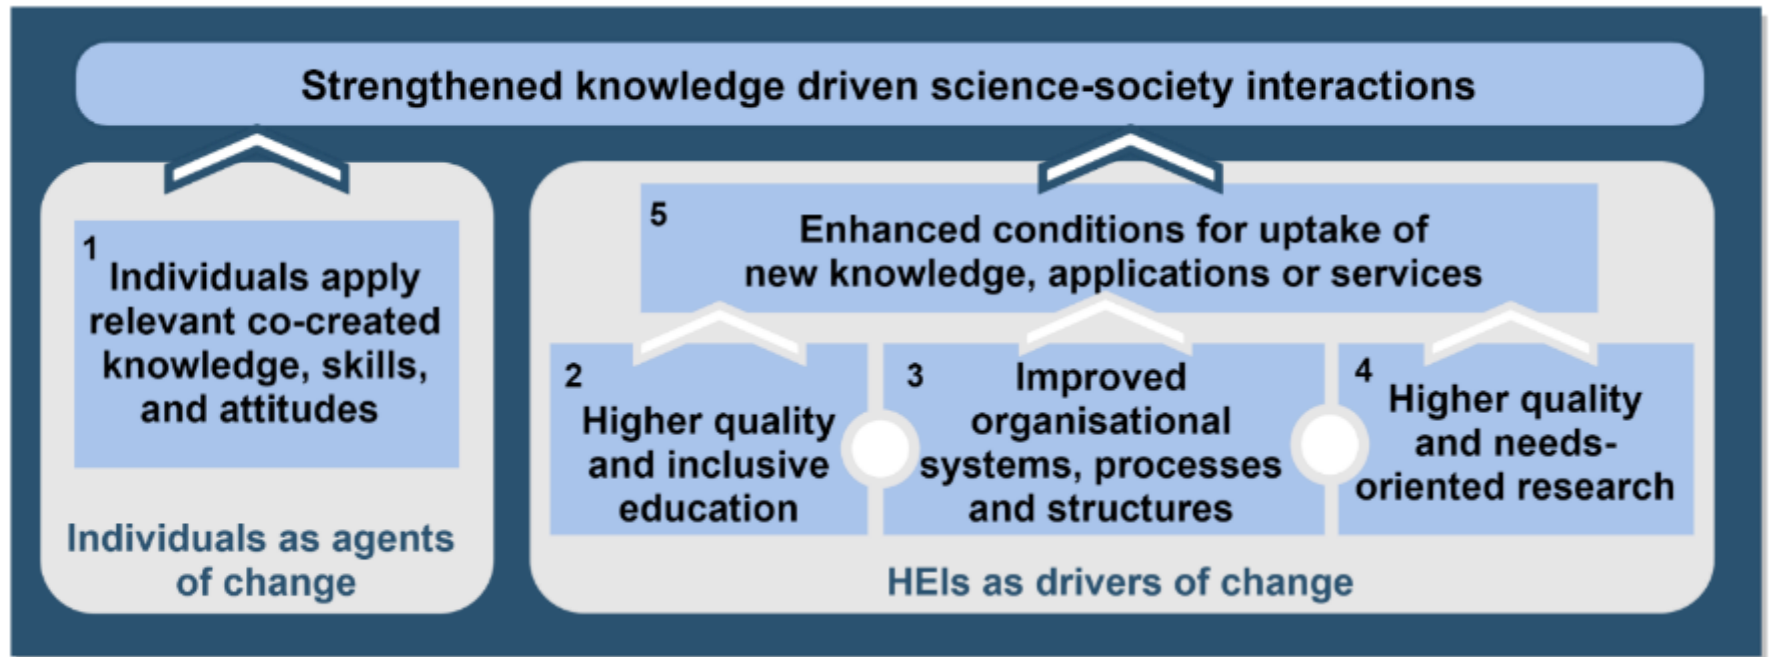 Strengthened knowledge driven science-society interactions
1
Individuals apply
relevant co-created
knowledge, skills,
and attitudes
Individuals as agents
of change
5
Enhanced conditions for uptake of
new knowledge, applications or services
2
Higher quality
and inclusive
education
3
Improved
organisational
systems, processes
and structures
4
Higher quality
and needs-
oriented research
HEIs as drivers of change